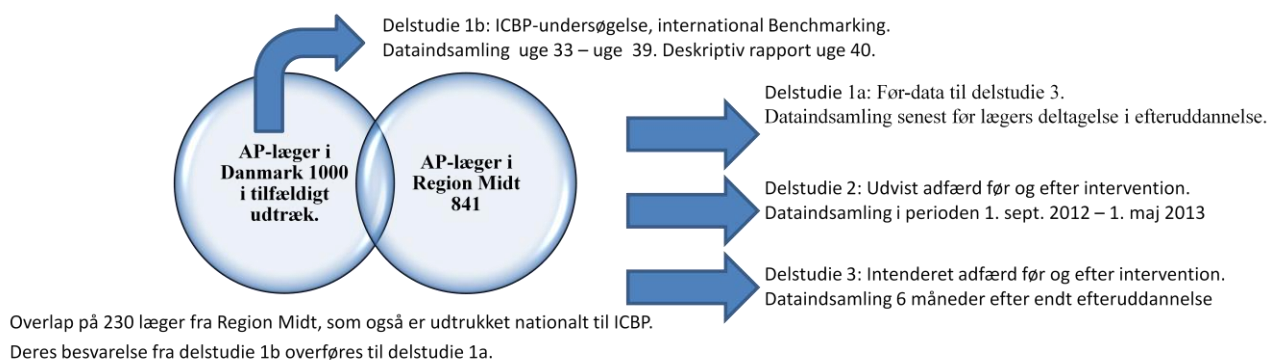 Delstudie 1b: ICBP-undersøgelse, international Benchmarking.
Dataindsamling uge 33 – uge 39. Deskriptiv rapport uge 40.
AP-læger i
Danmark 1000
i tilfældigt
udtræk.
AP-læger i
Region Midt
841
Delstudie 1a: Før-data til delstudie 3.
Dataindsamling senest før lægers deltagelse i efteruddannelse.
Delstudie 2: Udvist adfærd før og efter intervention.
Dataindsamling i perioden 1. sept. 2012 – 1. maj 2013
Delstudie 3: Intenderet adfærd før og efter intervention.
Dataindsamling 6 måneder efter endt efteruddannelse
Overlap på 230 læger fra Region Midt, som også er udtrukket nationalt til ICBP.
Deres besvarelse fra delstudie 1b overføres til delstudie 1a.